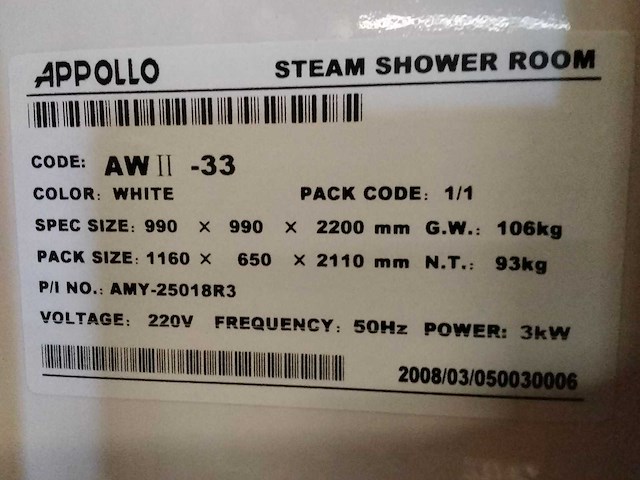 APPOLLO STEAM SHOWER ROOM
CODE: AW II -33
COLOR: WHITE PACK CODE: 1/1
SPEC SIZE: 990 × 990 × 2200 mm G.W.: 106kg
PACK SIZE: 1160 × 650 × 2110 mm N.T.: 93kg
P/I NO.: AMY-25018R3
VOLTAGE: 220V FREQUENCY: 50Hz POWER: 3kW
2008/03/050030006